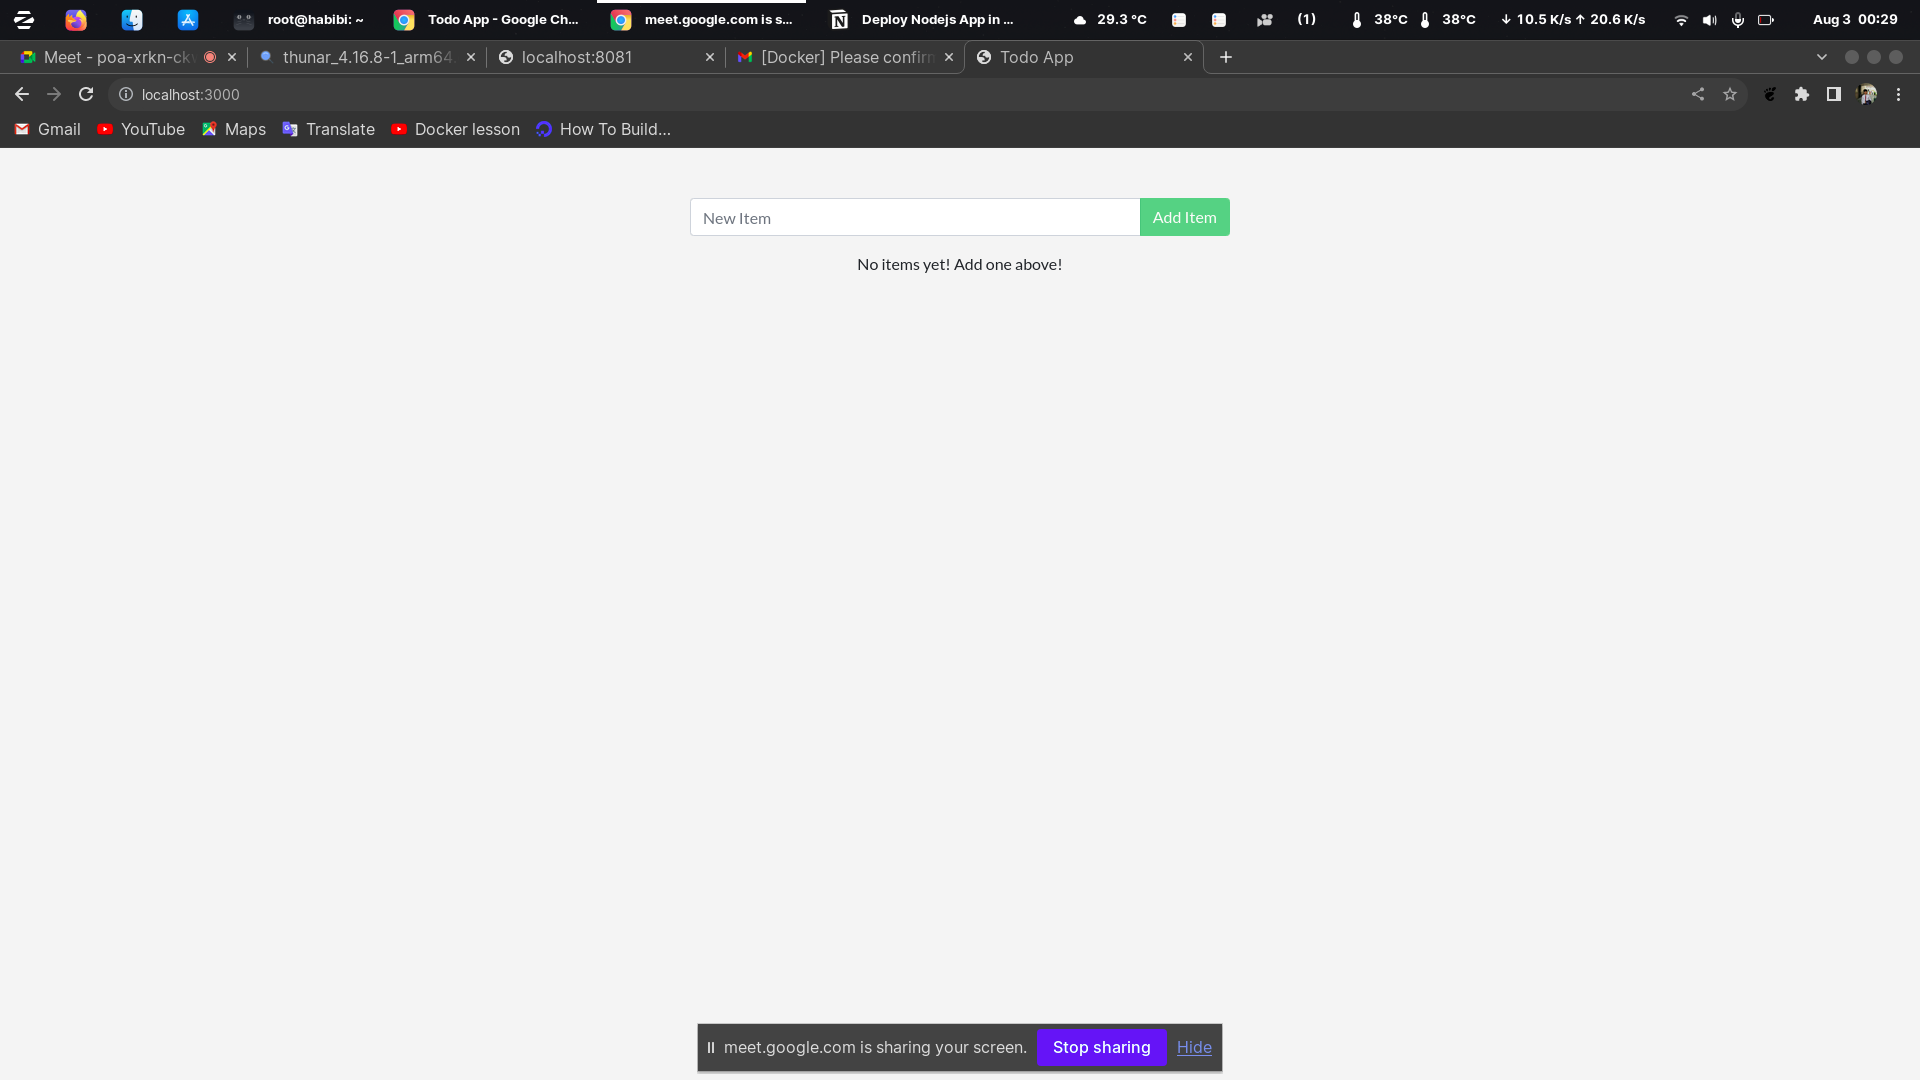 root@habibi: ~ Todo App - Google Ch... meet.google.com is s... Deploy Nodejs App in ... 29.3 °C (1) 38°C 38°C ↓ 10.5 K/s ↑ 20.6 K/s Aug 3 00:29
Meet - poa-xrkn-ckv thunar_4.16.8-1_arm64. localhost:8081 [Docker] Please confirm Todo App
localhost:3000
Gmail YouTube Maps Translate Docker lesson How To Build...
New Item Add Item
No items yet! Add one above!
meet.google.com is sharing your screen. Stop sharing Hide